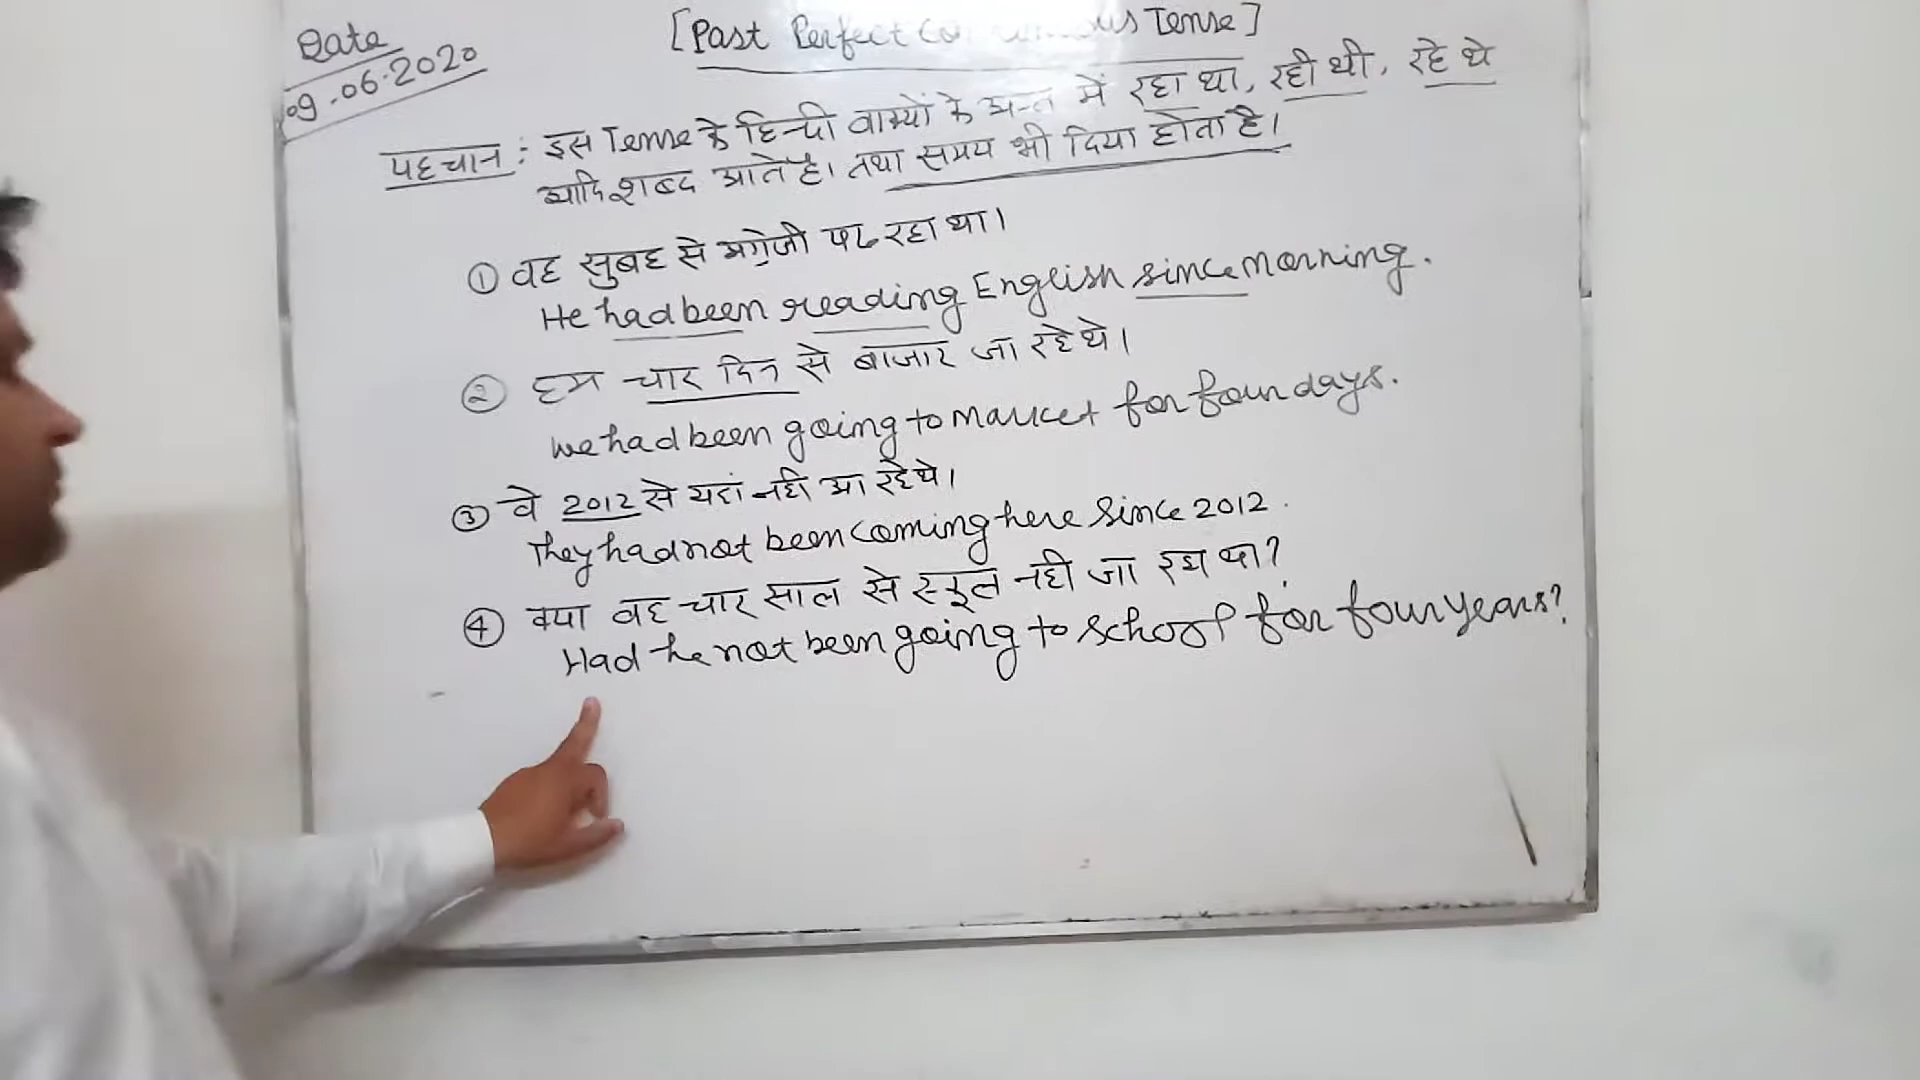 Date
09.06.2020
[Past Perfect Tense]
पहचान : इस Tense के हिन्दी वाक्यों के अन्त में रहा था, रही थी, रहे थे
आदि शब्द आते है। तथा समय भी दिया होता है।
① वह सुबह से अग्रेजी पढ रहा था।
He had been reading English since morning.
② हम चार दिन से बाजार जा रहे थे।
we had been going to market for four days.
③ वे 2012 से यहां नही आ रहे थे।
They had not been coming here since 2012.
④ क्या वह चार साल से स्कूल नही जा रहा था?
Had he not been going to school for four years?